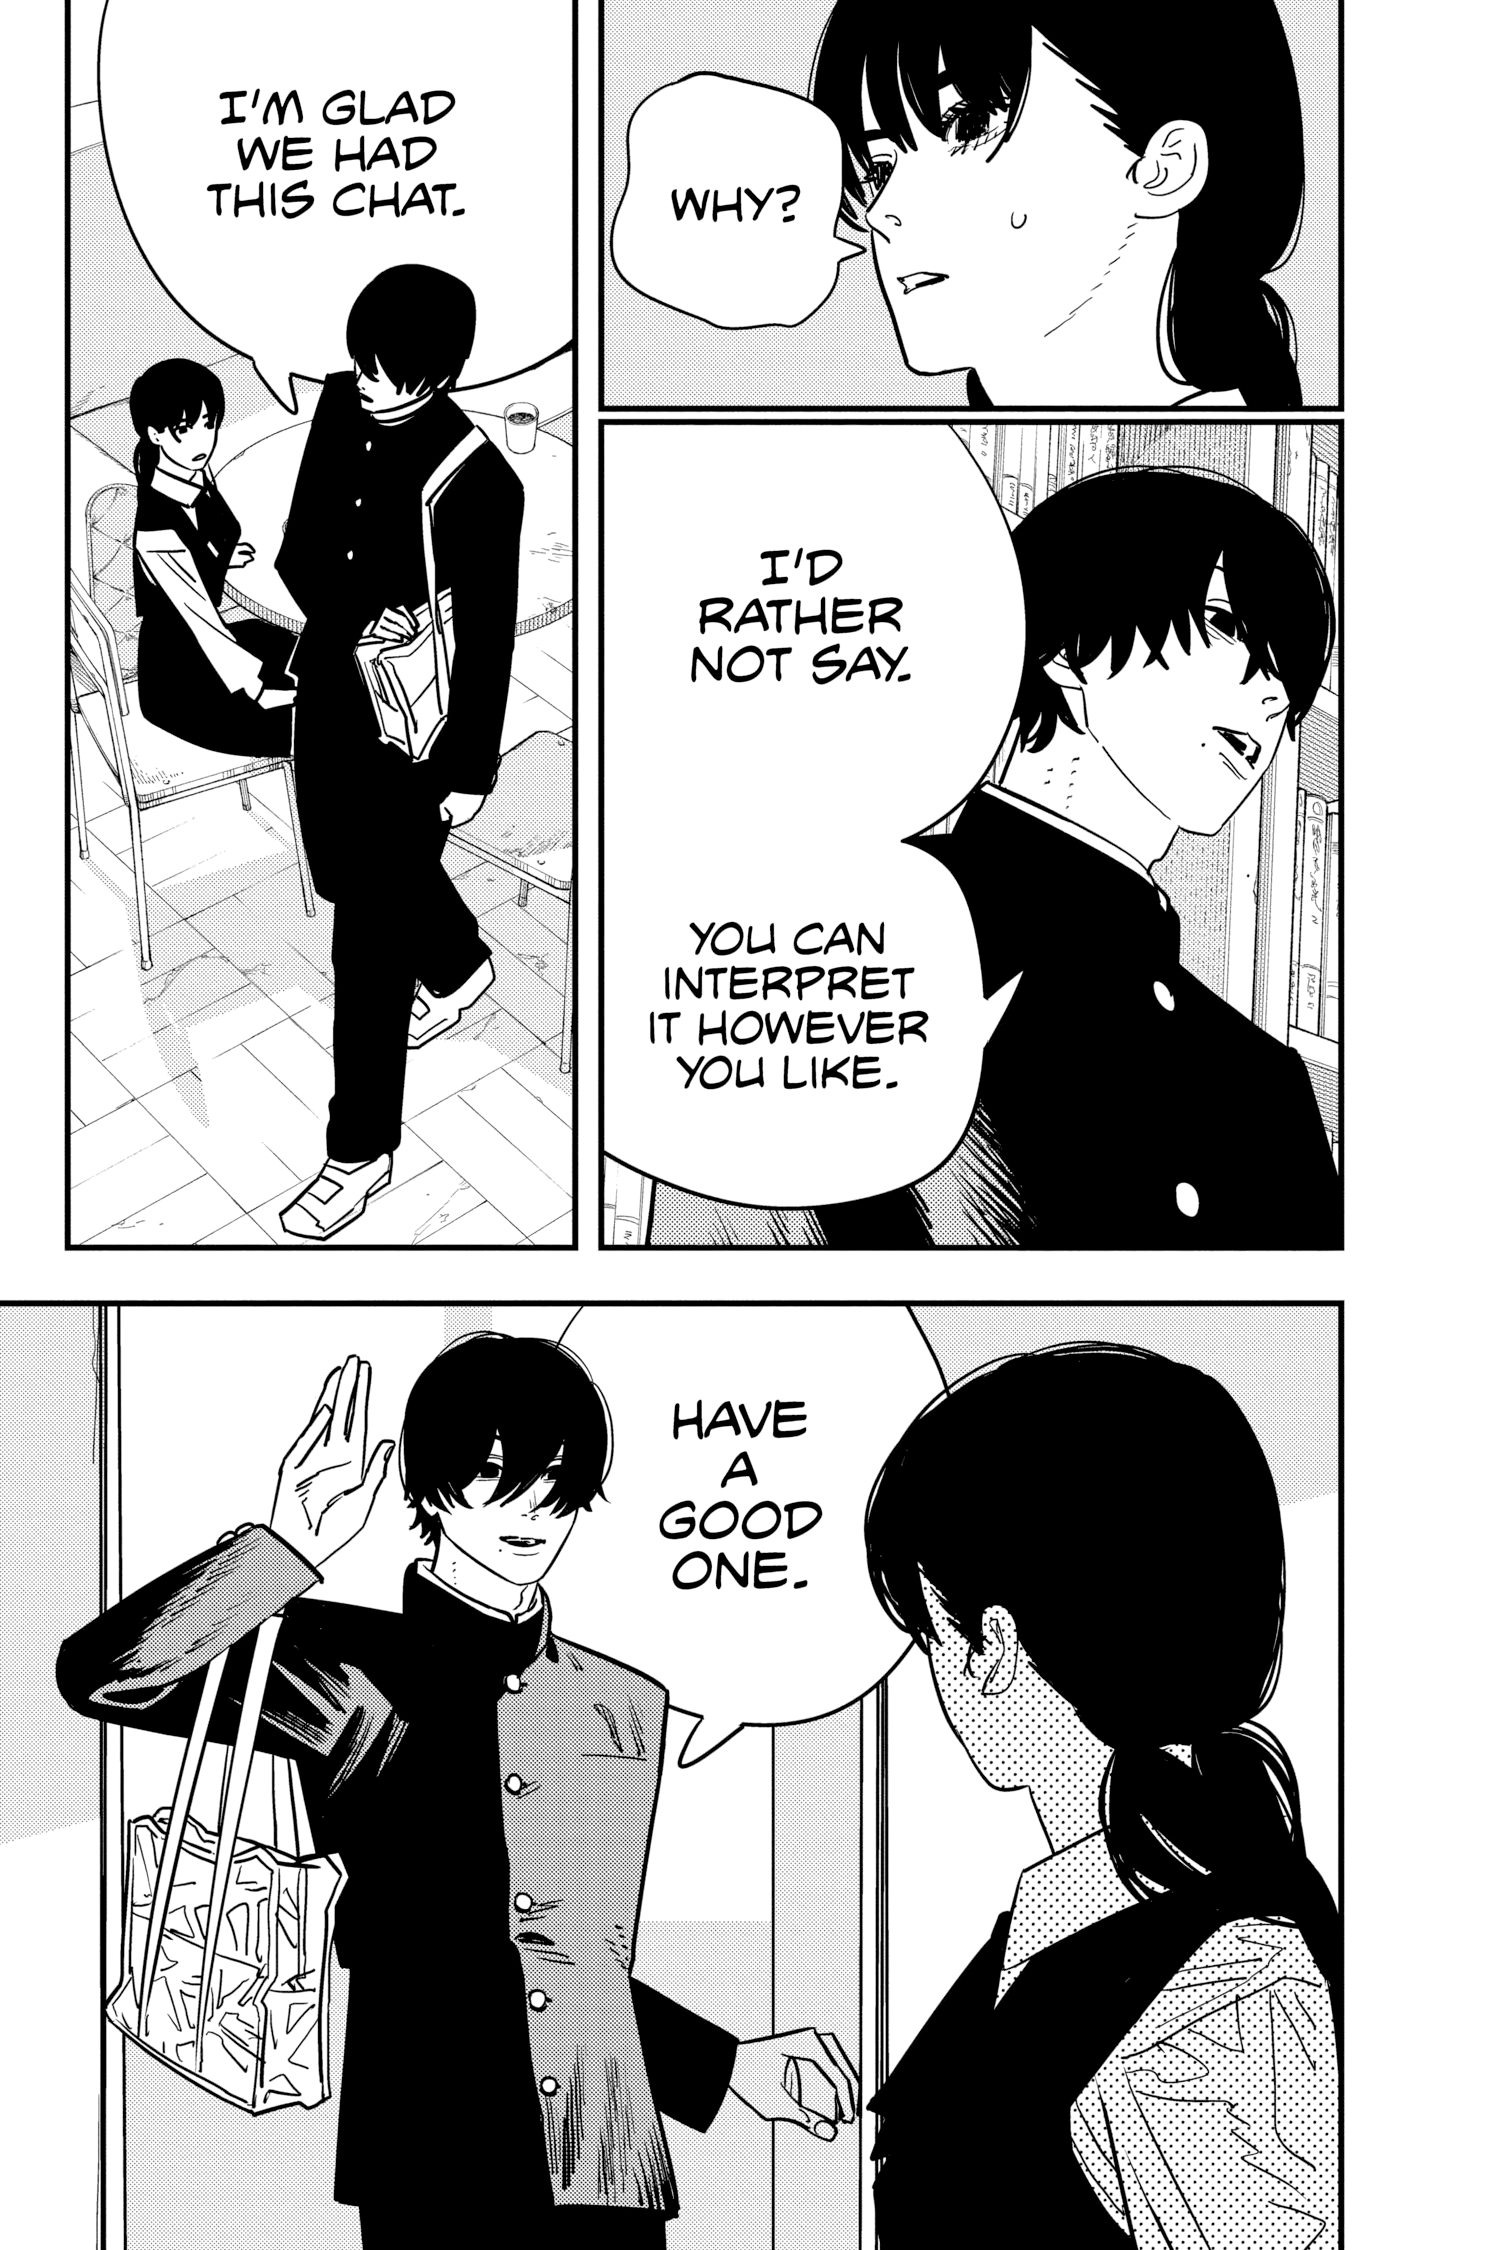 WHY?
I'D
RATHER
NOT SAY.
YOU CAN
INTERPRET
IT HOWEVER
YOU LIKE.
I'M GLAD
WE HAD
THIS CHAT.
HAVE
A
GOOD
ONE.